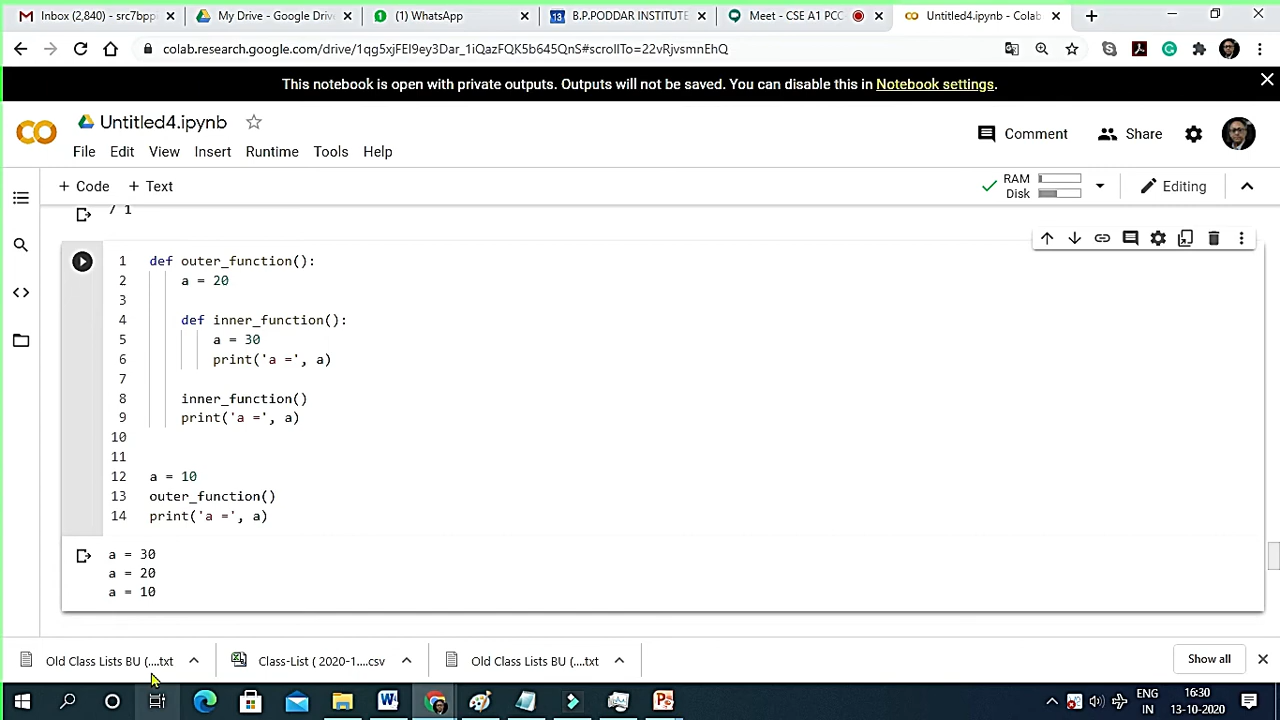 Inbox (2,840) - src7bpp
My Drive - Google Drive
(1) WhatsApp
B.P.PODDAR INSTITUTE
Meet - CSE A1 PCC
Untitled4.ipynb - Colab
colab.research.google.com/drive/1qg5xjFEI9ey3Dar_1iQazFQK5b645QnS#scrollTo=22vRjvsmnEhQ
This notebook is open with private outputs. Outputs will not be saved. You can disable this in Notebook settings.
Untitled4.ipynb
Comment
Share
File Edit View Insert Runtime Tools Help
+ Code + Text
RAM
Disk
Editing
/ 1
1 def outer_function():
2 a = 20
3
4 def inner_function():
5 a = 30
6 print('a =', a)
7
8 inner_function()
9 print('a =', a)
10
11
12 a = 10
13 outer_function()
14 print('a =', a)
a = 30
a = 20
a = 10
Old Class Lists BU (....txt
Class-List ( 2020-1....csv
Old Class Lists BU (....txt
Show all
ENG
IN
16:30
13-10-2020